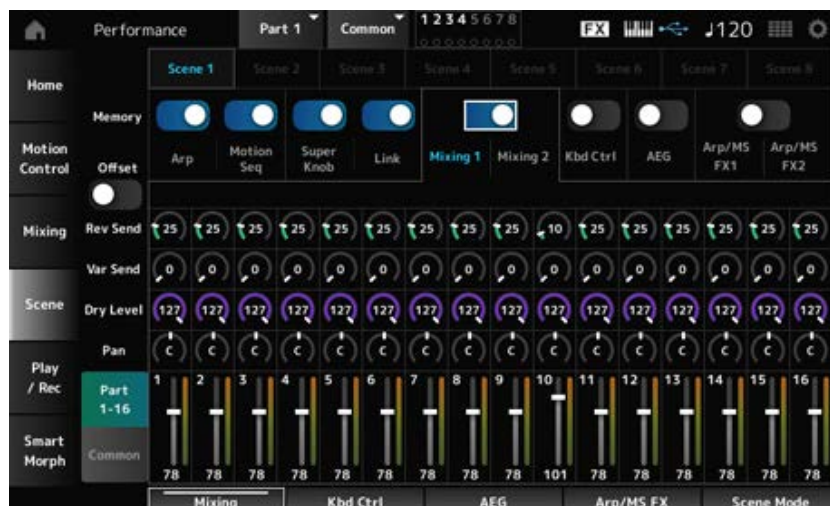 Performance Part 1 Common 1 2 3 4 5 6 7 8 FX ♩120
Scene 1 Scene 2 Scene 3 Scene 4 Scene 5 Scene 6 Scene 7 Scene 8
Home
Memory
Arp Motion Seq Super Knob Link Mixing 1 Mixing 2 Kbd Ctrl AEG Arp/MS FX1 Arp/MS FX2
Motion Control
Offset
Mixing
Rev Send 25 25 25 25 25 25 25 25 25 10 25 25 25 25 25 25
Var Send 0 0 0 0 0 0 0 0 0 0 0 0 0 0 0 0
Scene
Dry Level 127 127 127 127 127 127 127 127 127 127 127 127 127 127 127 127
Pan C C C C C C C C C C C C C C C C
Play / Rec
Part 1-16
1 2 3 4 5 6 7 8 9 10 11 12 13 14 15 16
Smart Morph
Common
78 78 78 78 78 78 78 78 78 101 78 78 78 78 78 78
Mixing Kbd Ctrl AEG Arp/MS FX Scene Mode